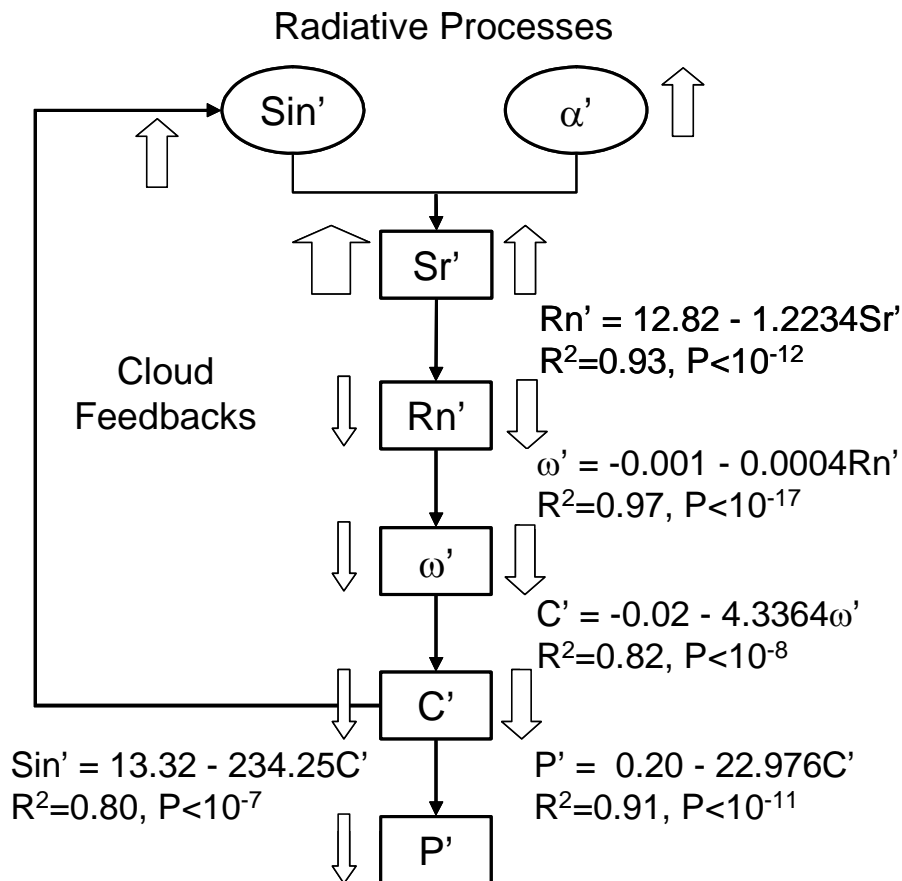 Radiative Processes
Sin’
α’
Sr’
Rn’ = 12.82 - 1.2234Sr’
R²=0.93, P<10⁻¹²
Cloud
Feedbacks
Rn’
ω’ = -0.001 - 0.0004Rn’
R²=0.97, P<10⁻¹⁷
ω’
C’ = -0.02 - 4.3364ω’
R²=0.82, P<10⁻⁸
C’
Sin’ = 13.32 - 234.25C’
R²=0.80, P<10⁻⁷
P’ = 0.20 - 22.976C’
R²=0.91, P<10⁻¹¹
P’